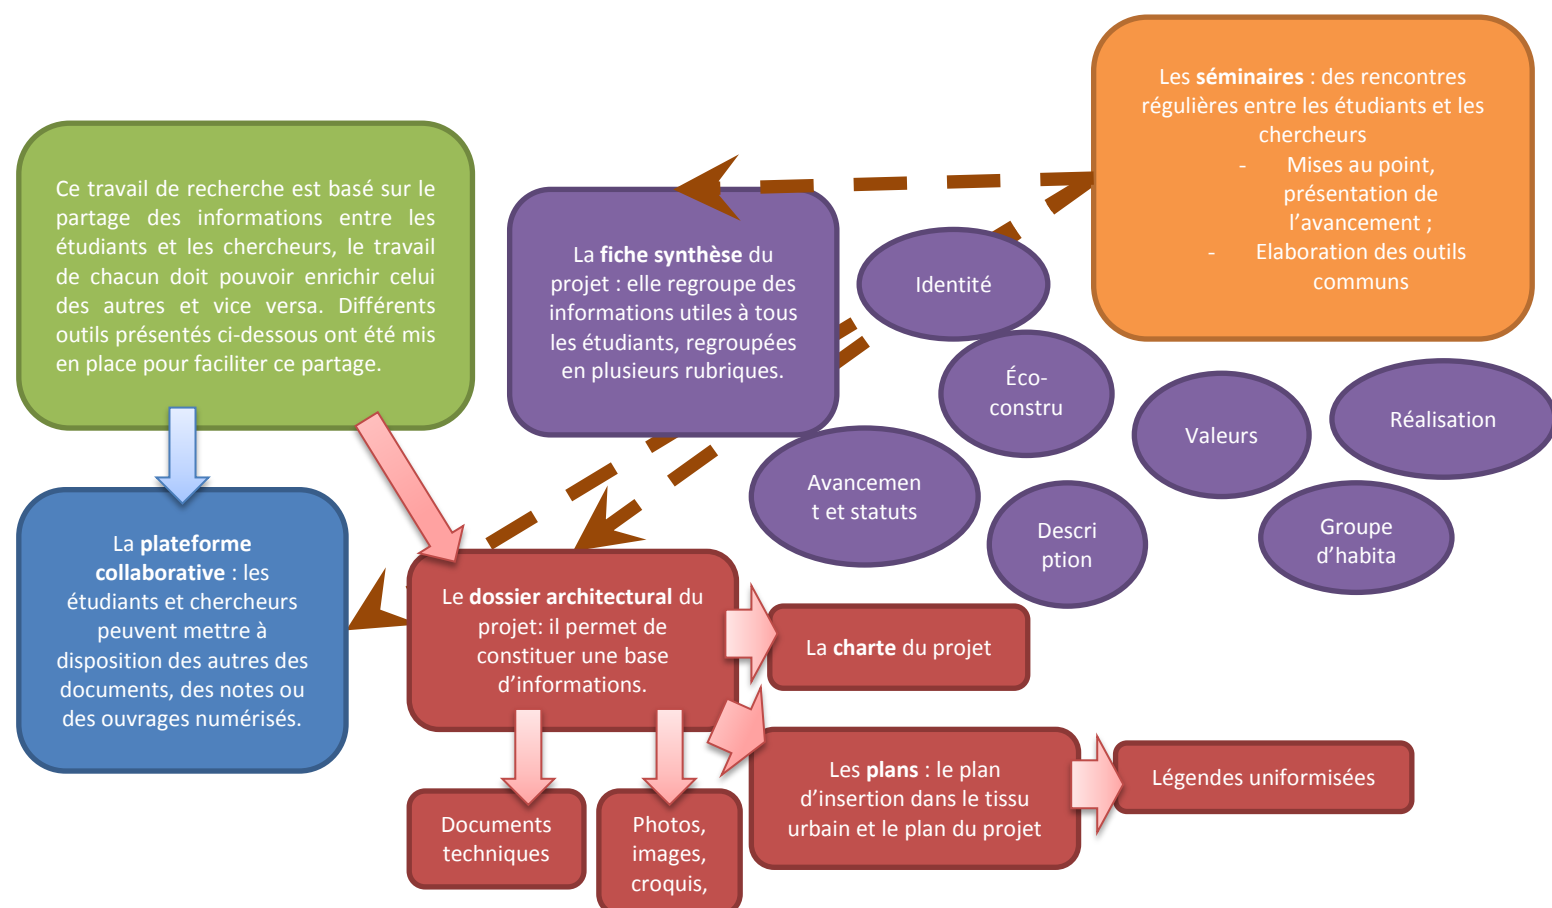 Ce travail de recherche est basé sur le
partage des informations entre les
étudiants et les chercheurs, le travail
de chacun doit pouvoir enrichir celui
des autres et vice versa. Différents
outils présentés ci-dessous ont été mis
en place pour faciliter ce partage.
Les séminaires : des rencontres
régulières entre les étudiants et les
chercheurs
- Mises au point,
présentation de
l’avancement ;
- Elaboration des outils
communs
La fiche synthèse du
projet : elle regroupe des
informations utiles à tous
les étudiants, regroupées
en plusieurs rubriques.
Identité
Éco-
constru
Valeurs
Réalisation
Avancemen
t et statuts
Descri
ption
Groupe
d’habita
La plateforme
collaborative : les
étudiants et chercheurs
peuvent mettre à
disposition des autres des
documents, des notes ou
des ouvrages numérisés.
Le dossier architectural du
projet: il permet de
constituer une base
d’informations.
La charte du projet
Les plans : le plan
d’insertion dans le tissu
urbain et le plan du projet
Légendes uniformisées
Documents
techniques
Photos,
images,
croquis,